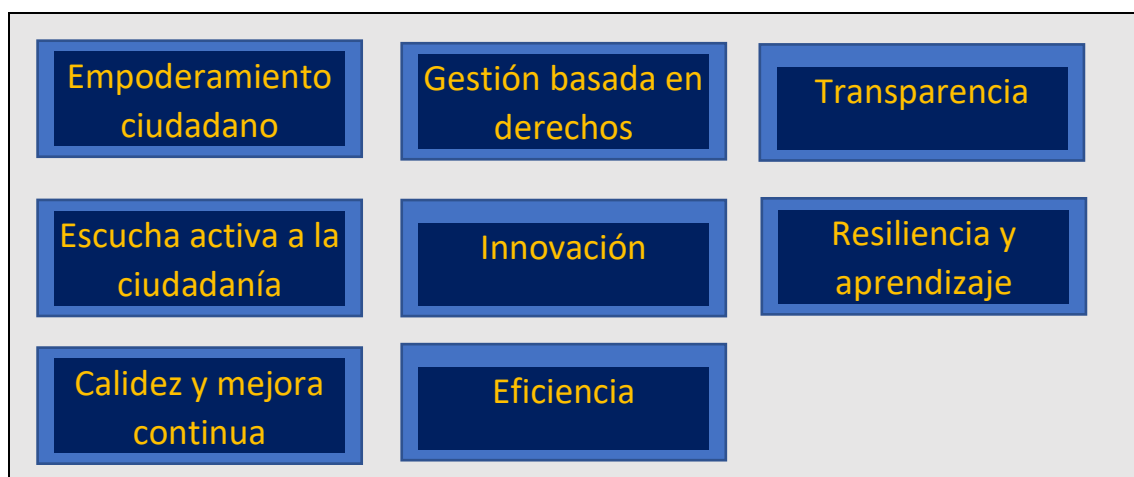 Empoderamiento
ciudadano
Gestión basada en
derechos
Transparencia
Escucha activa a la
ciudadanía
Innovación
Resiliencia y
aprendizaje
Calidez y mejora
continua
Eficiencia